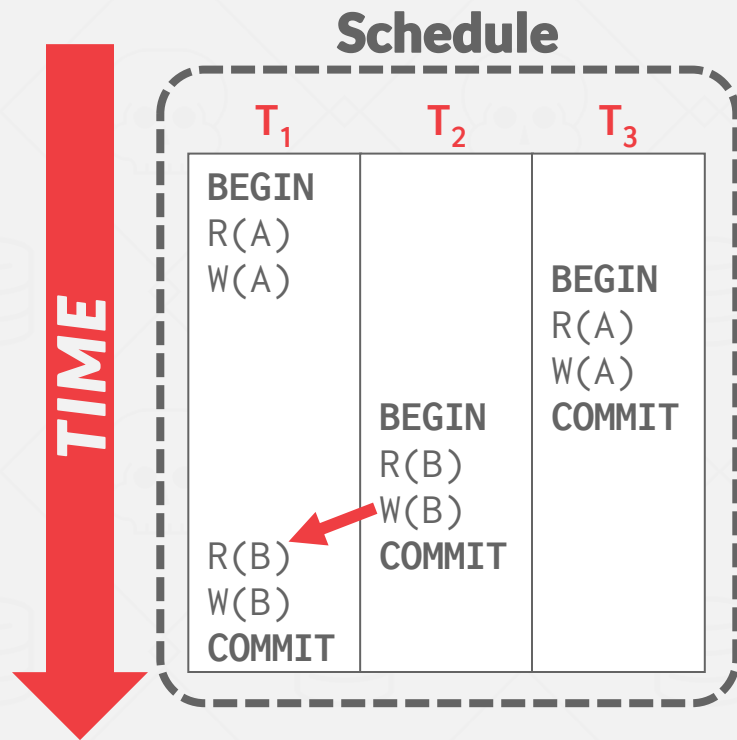 Schedule
TIME
T₁ T₂ T₃
BEGIN
R(A)
W(A) BEGIN
R(A)
W(A)
BEGIN COMMIT
R(B)
W(B)
R(B) COMMIT
W(B)
COMMIT